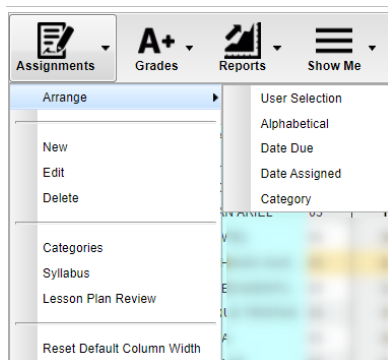 Assignments
A+
Grades
Reports
Show Me
Arrange
User Selection
Alphabetical
Date Due
Date Assigned
Category
New
Edit
Delete
Categories
Syllabus
Lesson Plan Review
Reset Default Column Width